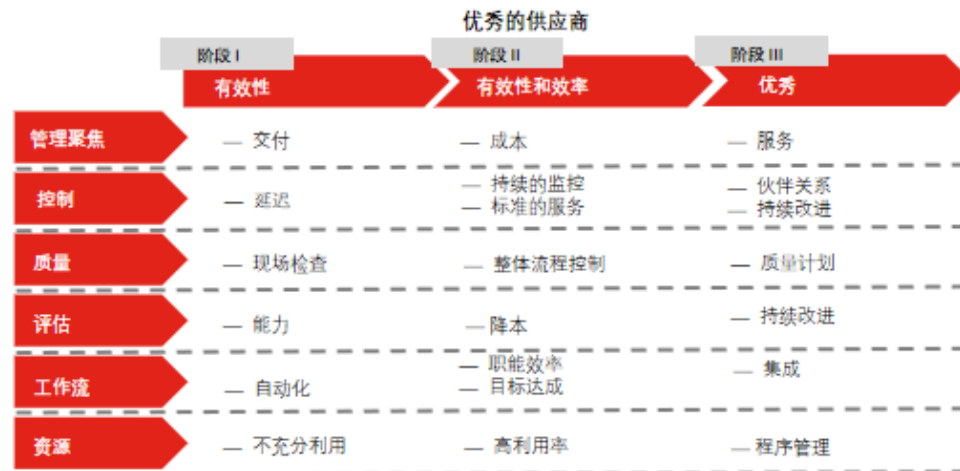 优秀的供应商
阶段 I
阶段 II
阶段 III
有效性
有效性和效率
优秀
管理聚焦
— 交付
— 成本
— 服务
控制
— 延迟
— 持续的监控
— 标准的服务
— 伙伴关系
— 持续改进
质量
— 现场检查
— 整体流程控制
— 质量计划
评估
— 能力
— 降本
— 持续改进
工作流
— 自动化
— 职能效率
— 目标达成
— 集成
资源
— 不充分利用
— 高利用率
— 程序管理